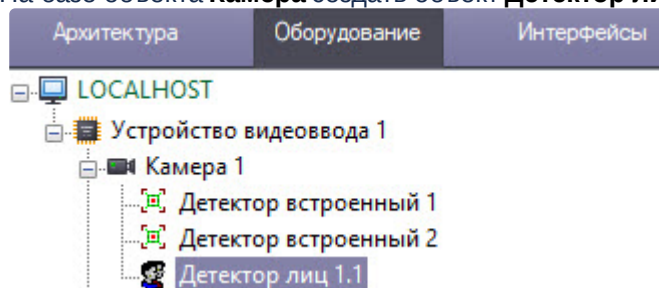 На базе объекта Камера создать объект Детектор
Архитектура Оборудование Интерфейсы
LOCALHOST
Устройство видеоввода 1
Камера 1
Детектор встроенный 1
Детектор встроенный 2
Детектор лиц 1.1